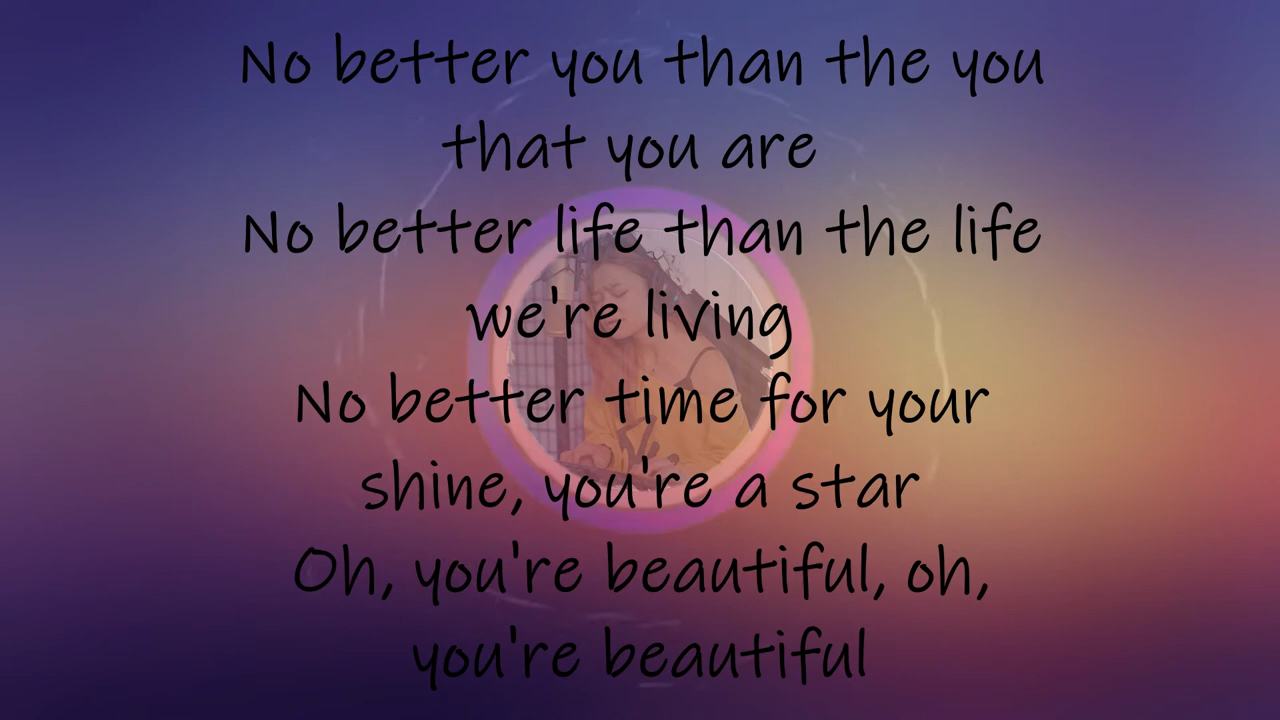 No better you than the you
that you are
No better life than the life
we're living
No better time for your
shine, you're a star
Oh, you're beautiful, oh,
you're beautiful